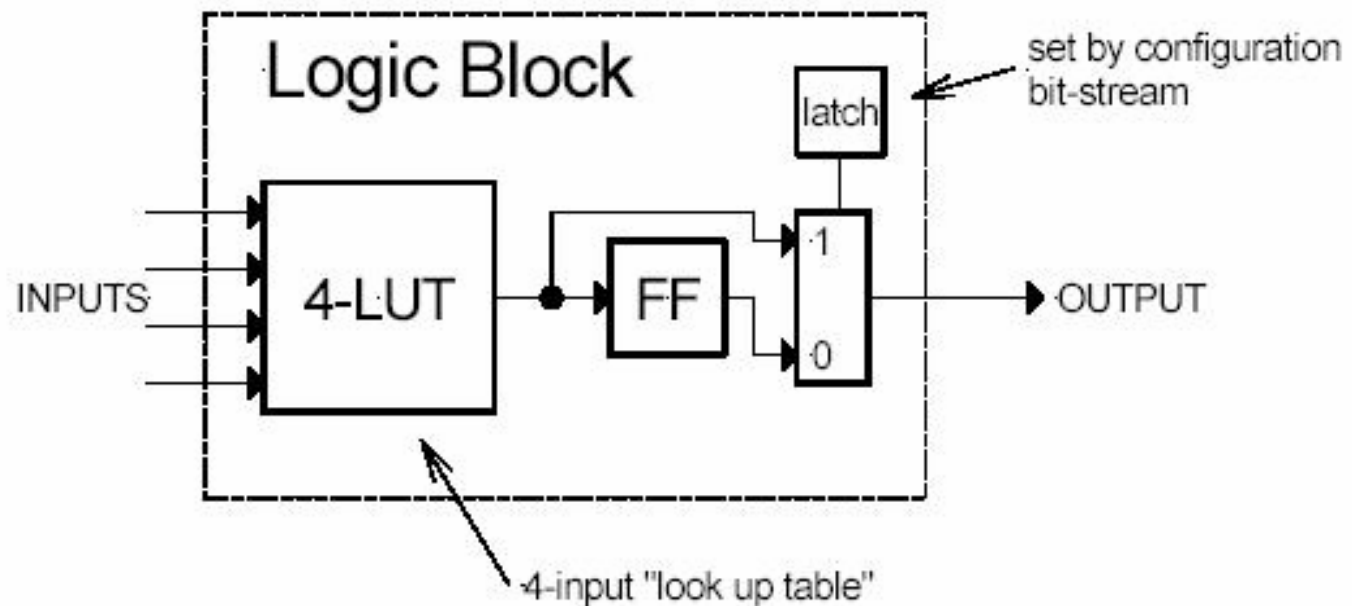 Logic Block
set by configuration
bit-stream
latch
INPUTS
4-LUT
FF
1
0
OUTPUT
4-input "look up table"